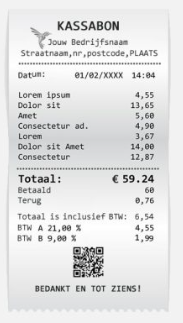 KASSABON
Jouw Bedrijfsnaam
Straatnaam,nr,postcode,PLAATS
Datum: 01/02/XXXX 14:04
Lorem ipsum 4,55
Dolor sit 13,65
Amet 5,60
Consectetur ad. 4,90
Lorem 3,67
Dolor sit Amet 14,00
Consectetur 12,87
Totaal: € 59.24
Betaald 60
Terug 0,76
Totaal is inclusief BTW: 6,54
BTW A 21,00 % 4,55
BTW B 9,00 % 1,99
BEDANKT EN TOT ZIENS!